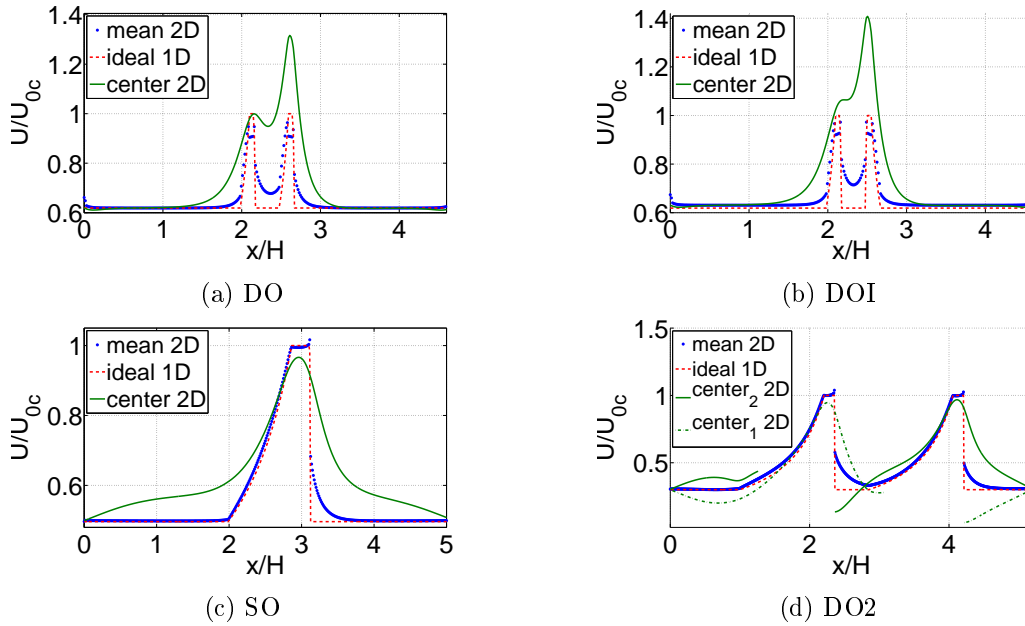 1.4
1.2
1
0.8
0.6
U/U0c
mean 2D
ideal 1D
center 2D
0
1
2
3
4
x/H
(a) DO
1.4
1.2
1
0.8
0.6
U/U0c
mean 2D
ideal 1D
center 2D
0
1
2
3
4
x/H
(b) DOI
1
0.8
0.6
U/U0c
mean 2D
ideal 1D
center 2D
0
1
2
3
4
5
x/H
(c) SO
1.5
1
0.5
U/U0c
mean 2D
ideal 1D
center2 2D
center1 2D
0
2
4
x/H
(d) DO2